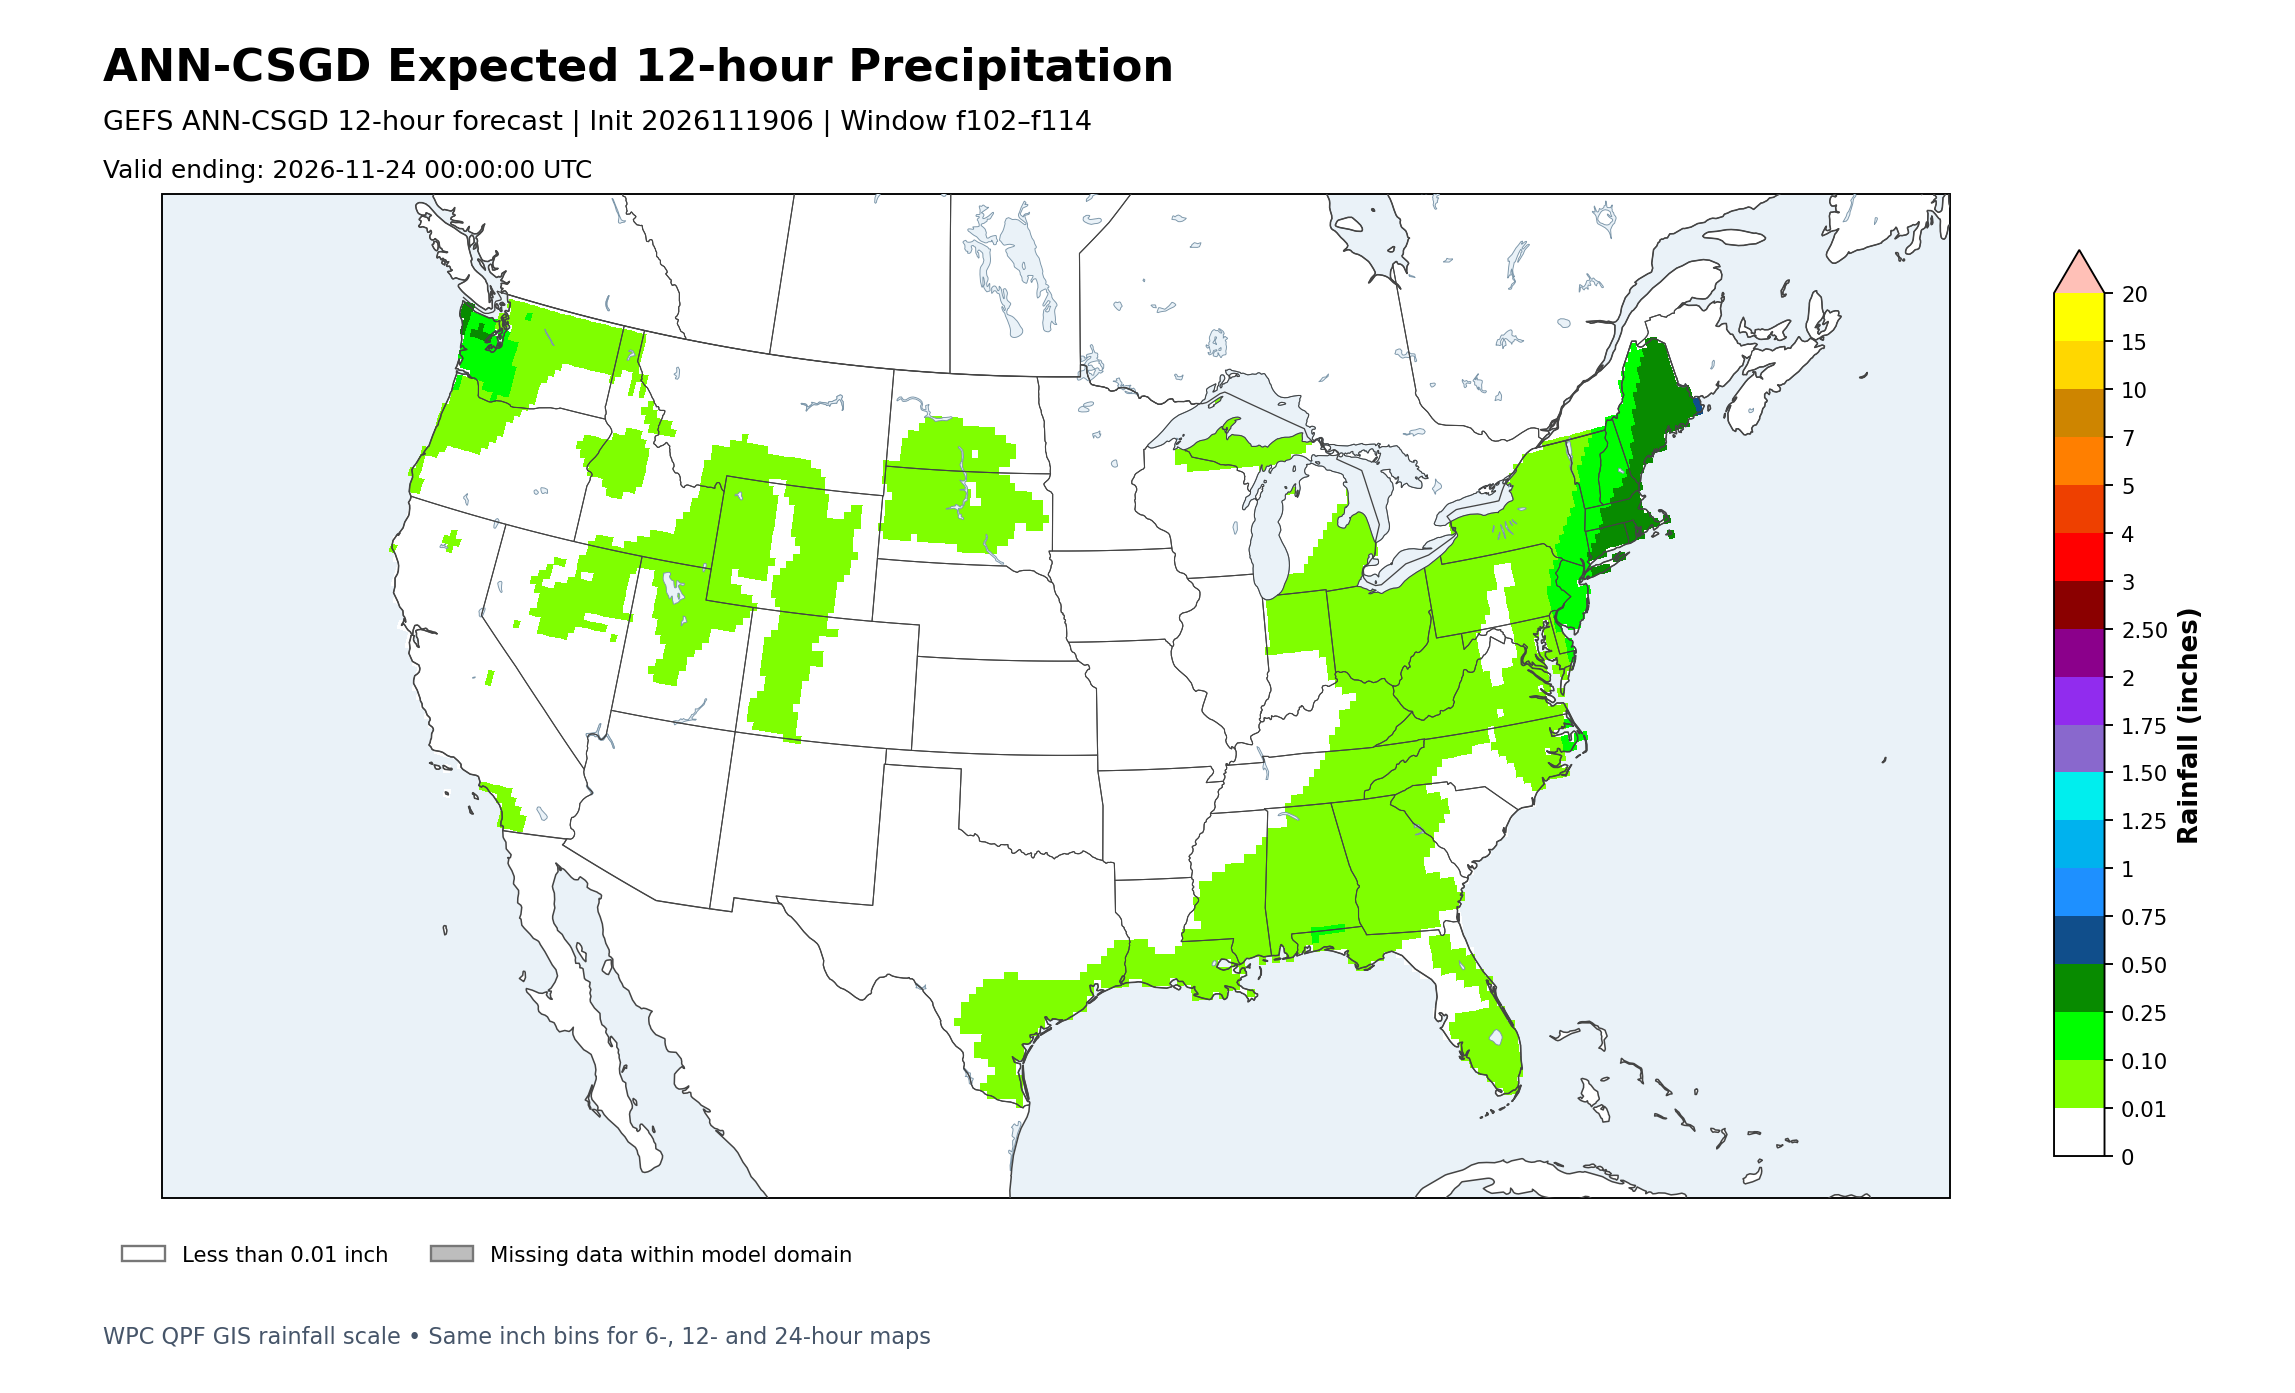 ANN-CSGD Expected 12-hour Precipitation
GEFS ANN-CSGD 12-hour forecast | Init 2026111906 | Window f102–f114
Valid ending: 2026-11-24 00:00:00 UTC
20
15
10
7
5
4
3
2.50
2
1.75
1.50
1.25
1
0.75
0.50
0.25
0.10
0.01
0
Rainfall (inches)
Less than 0.01 inch
Missing data within model domain
WPC QPF GIS rainfall scale • Same inch bins for 6-, 12- and 24-hour maps